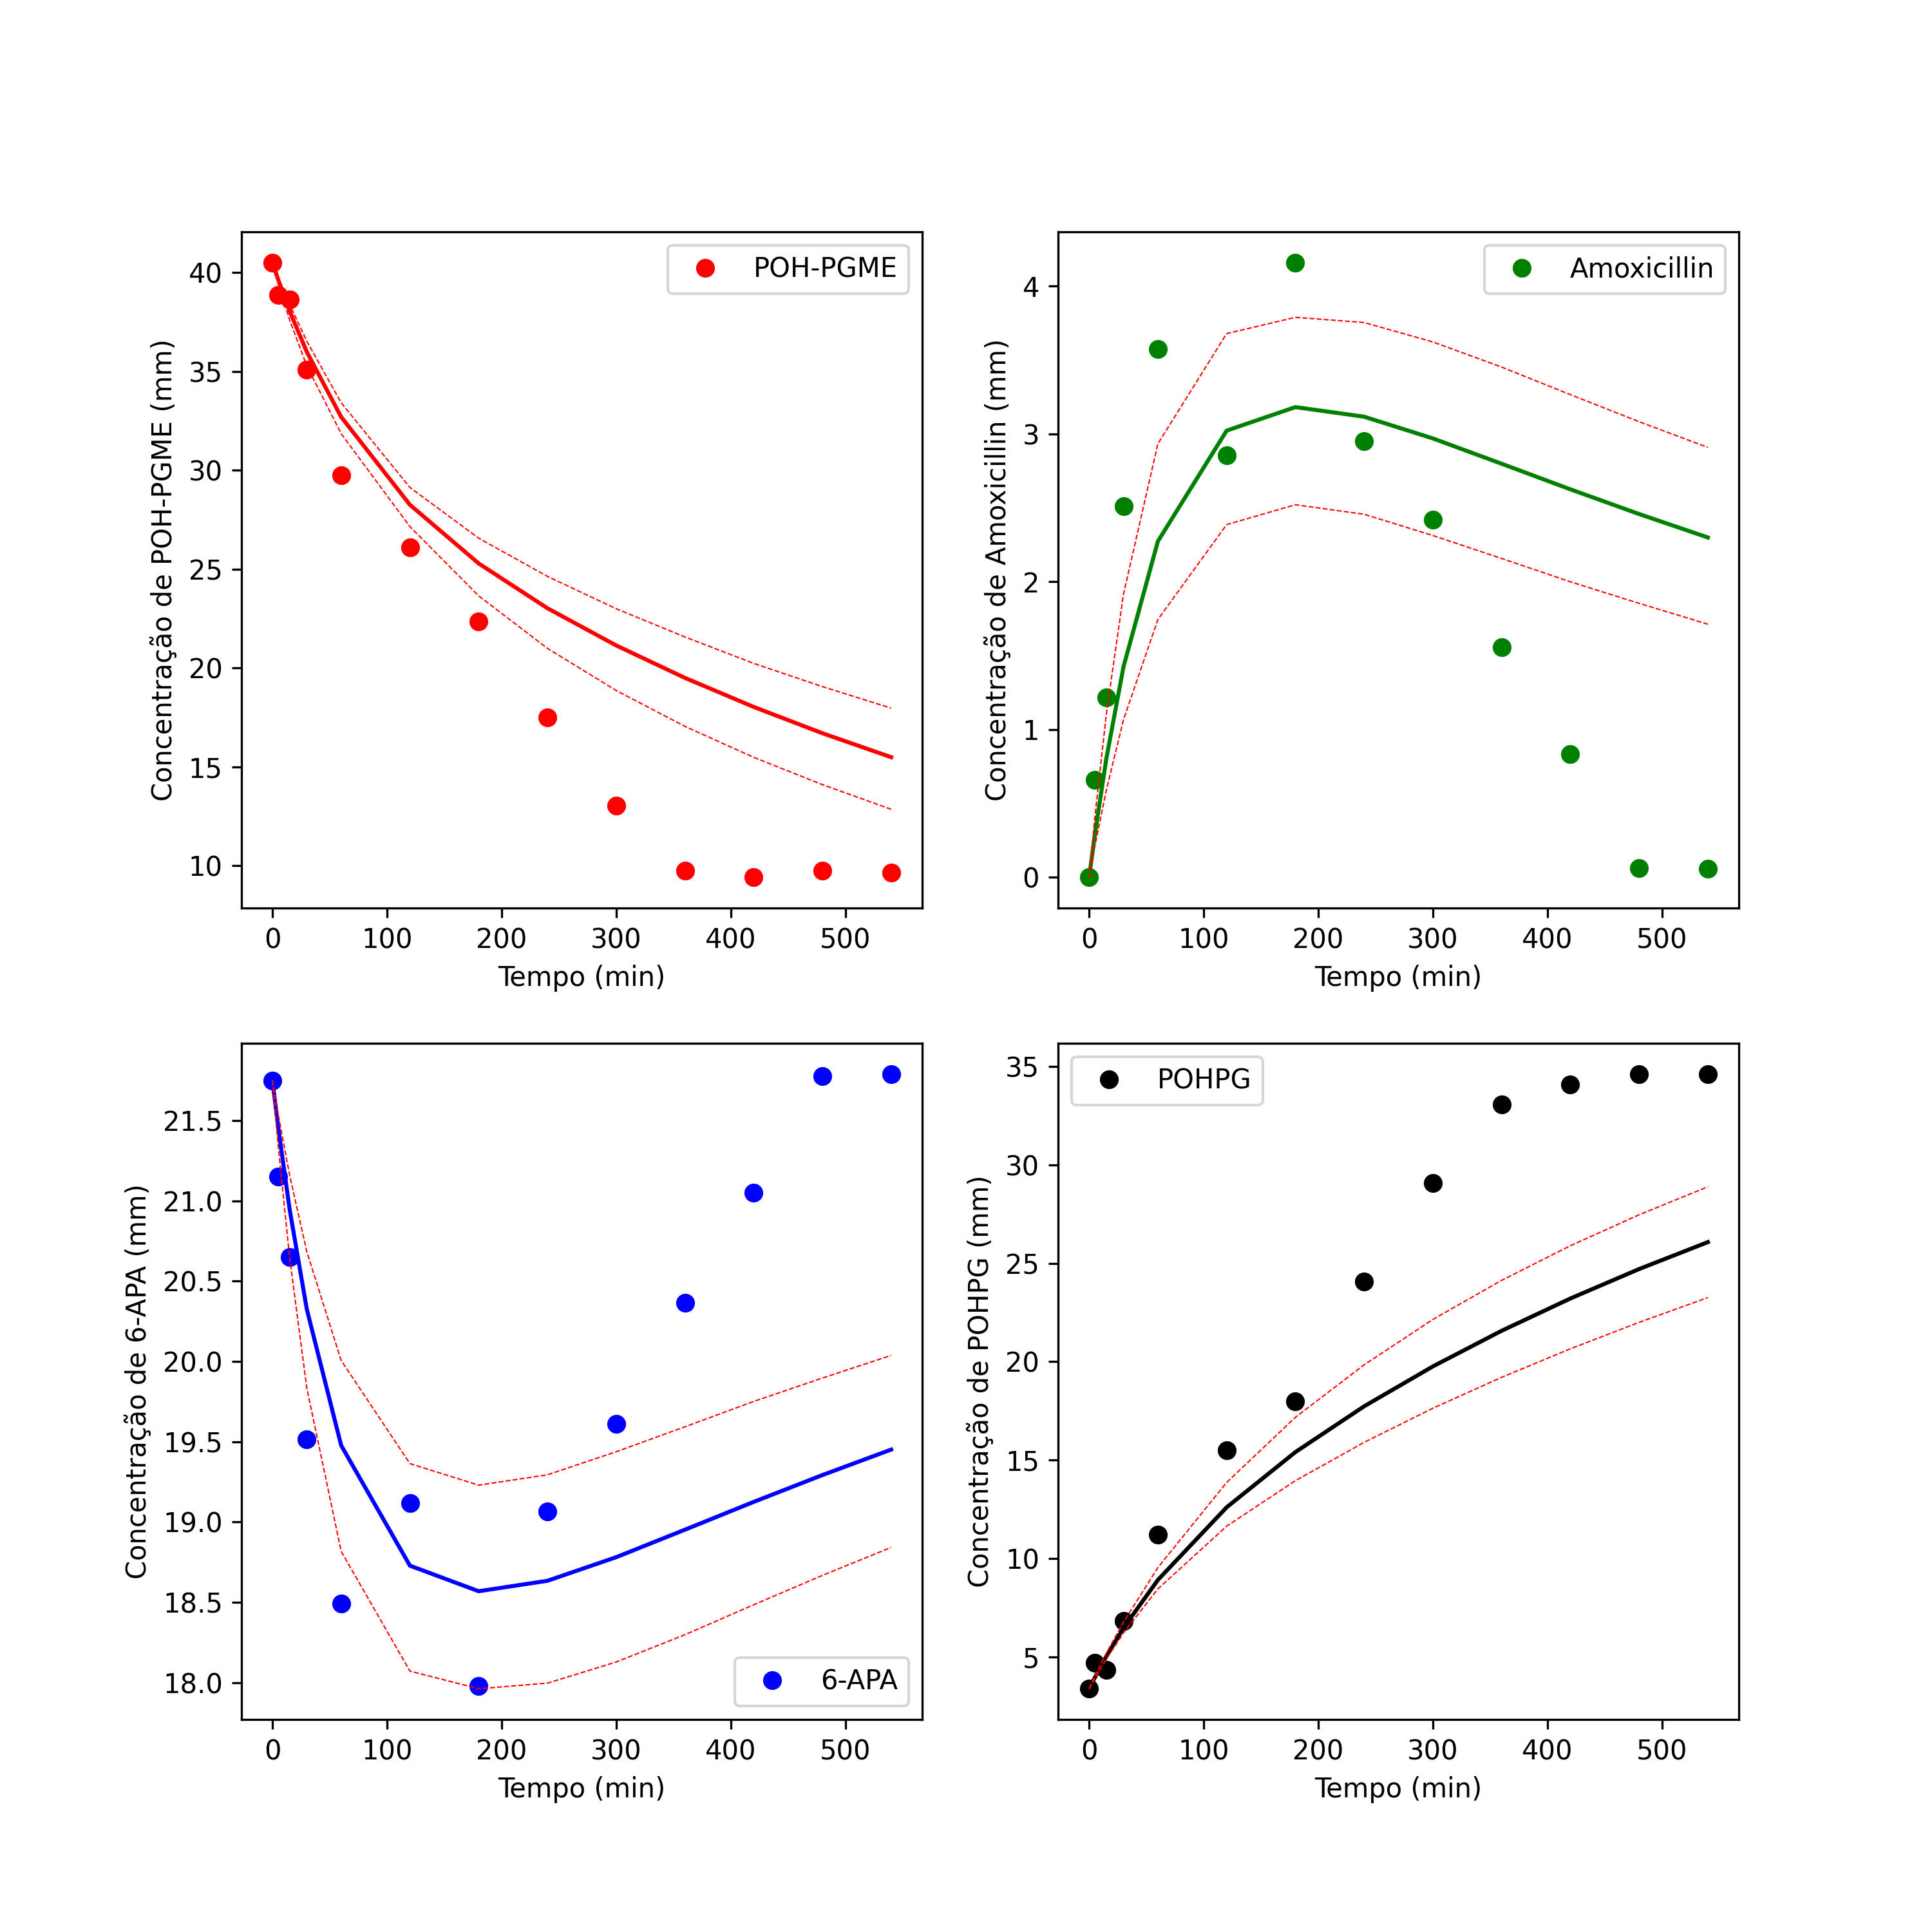 POH-PGME
40
35
30
25
20
15
10
Concentração de POH-PGME (mm)
0 100 200 300 400 500
Tempo (min)
Amoxicillin
4
3
2
1
0
Concentração de Amoxicillin (mm)
0 100 200 300 400 500
Tempo (min)
21.5
21.0
20.5
20.0
19.5
19.0
18.5
18.0
Concentração de 6-APA (mm)
6-APA
0 100 200 300 400 500
Tempo (min)
POHPG
35
30
25
20
15
10
5
Concentração de POHPG (mm)
0 100 200 300 400 500
Tempo (min)